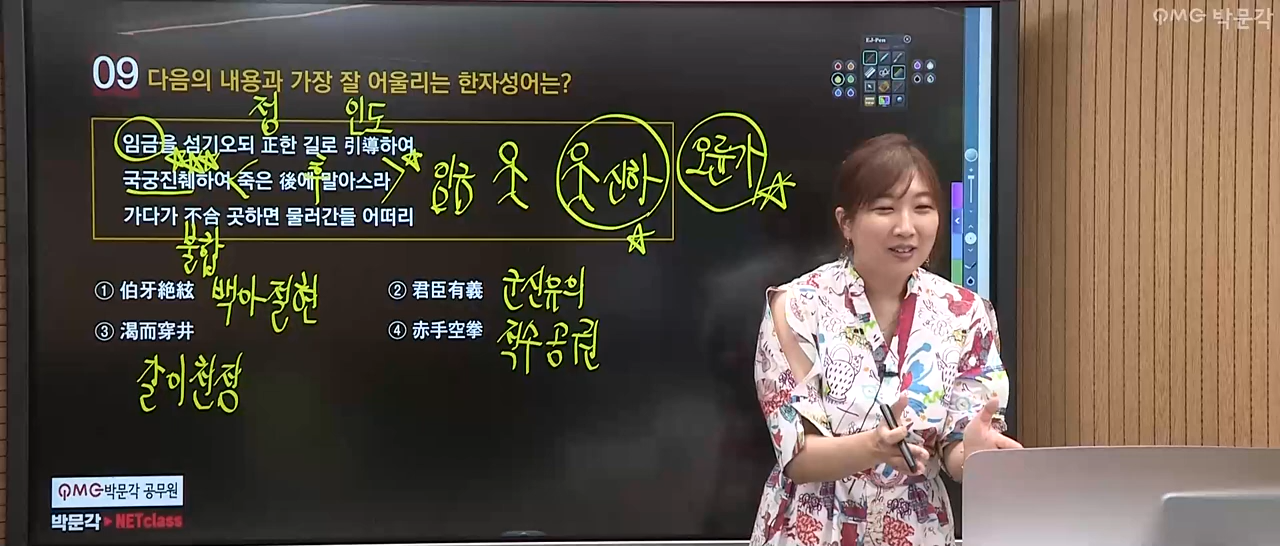 PMG 박문각
EJ-Pen
09 다음의 내용과 가장 잘 어울리는 한자성어는?
정 인도
임금을 섬기오되 正한 길로 引導하여
국궁진췌하여 죽은 後에 말아스라
후
가다가 不合 곳하면 물러간들 어떠리
불합
임금
신하
오륜가
① 伯牙絶絃 백아절현
② 君臣有義 군신유의
③ 渴而穿井
갈이천정
④ 赤手空拳 적수공권
PMG박문각 공무원
박문각 NETclass